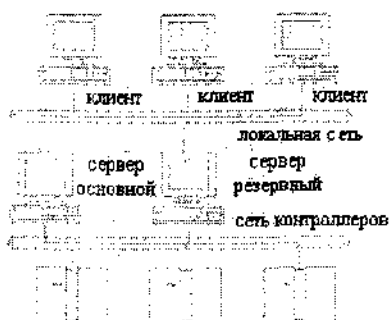 клиент клиент клиент
локальная сеть
сервер сервер
основной резервный
сеть контроллеров